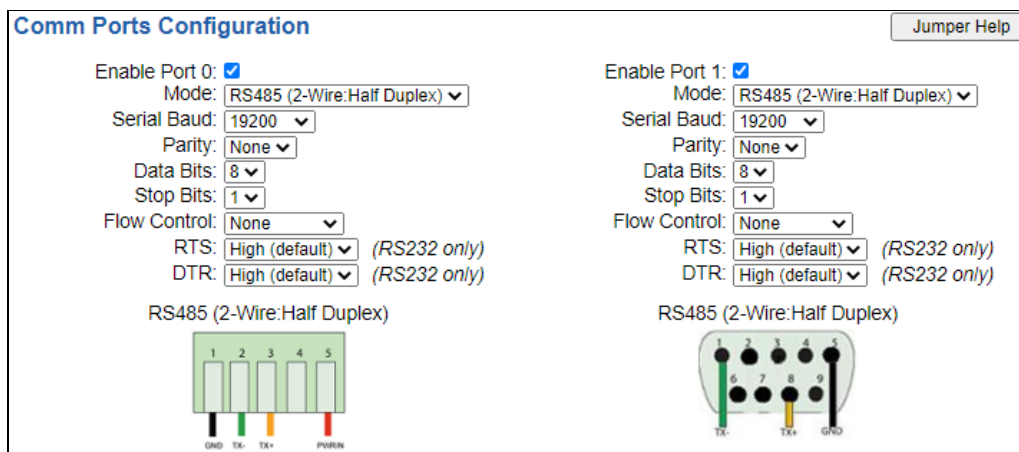 Comm Ports Configuration
Jumper Help
Enable Port 0:
Mode: RS485 (2-Wire:Half Duplex)
Serial Baud: 19200
Parity: None
Data Bits: 8
Stop Bits: 1
Flow Control: None
RTS: High (default) (RS232 only)
DTR: High (default) (RS232 only)
RS485 (2-Wire:Half Duplex)
1 2 3 4 5
GND TX- TX+ PWRIN
Enable Port 1:
Mode: RS485 (2-Wire:Half Duplex)
Serial Baud: 19200
Parity: None
Data Bits: 8
Stop Bits: 1
Flow Control: None
RTS: High (default) (RS232 only)
DTR: High (default) (RS232 only)
RS485 (2-Wire:Half Duplex)
1 2 3 4 5
6 7 8 9
TX- TX+ GND